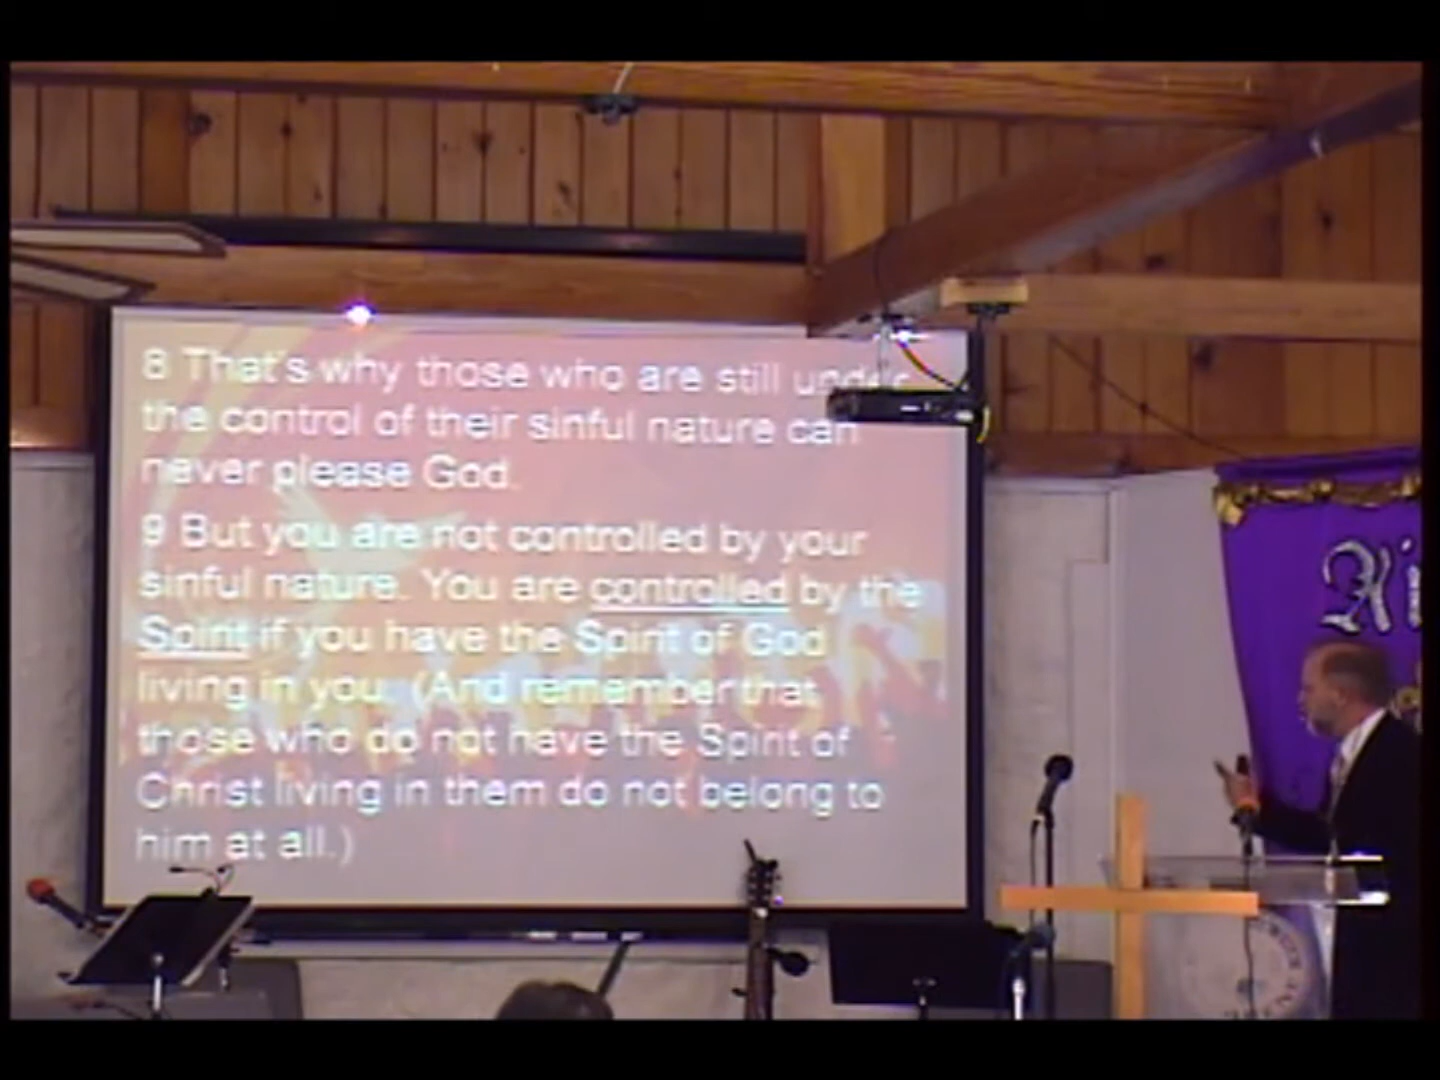 8 That's why those who are still under
the control of their sinful nature can
never please God.
9 But you are not controlled by your
sinful nature. You are controlled by the
Spirit if you have the Spirit of God
living in you. (And remember that
those who do not have the Spirit of
Christ living in them do not belong to
him at all.)